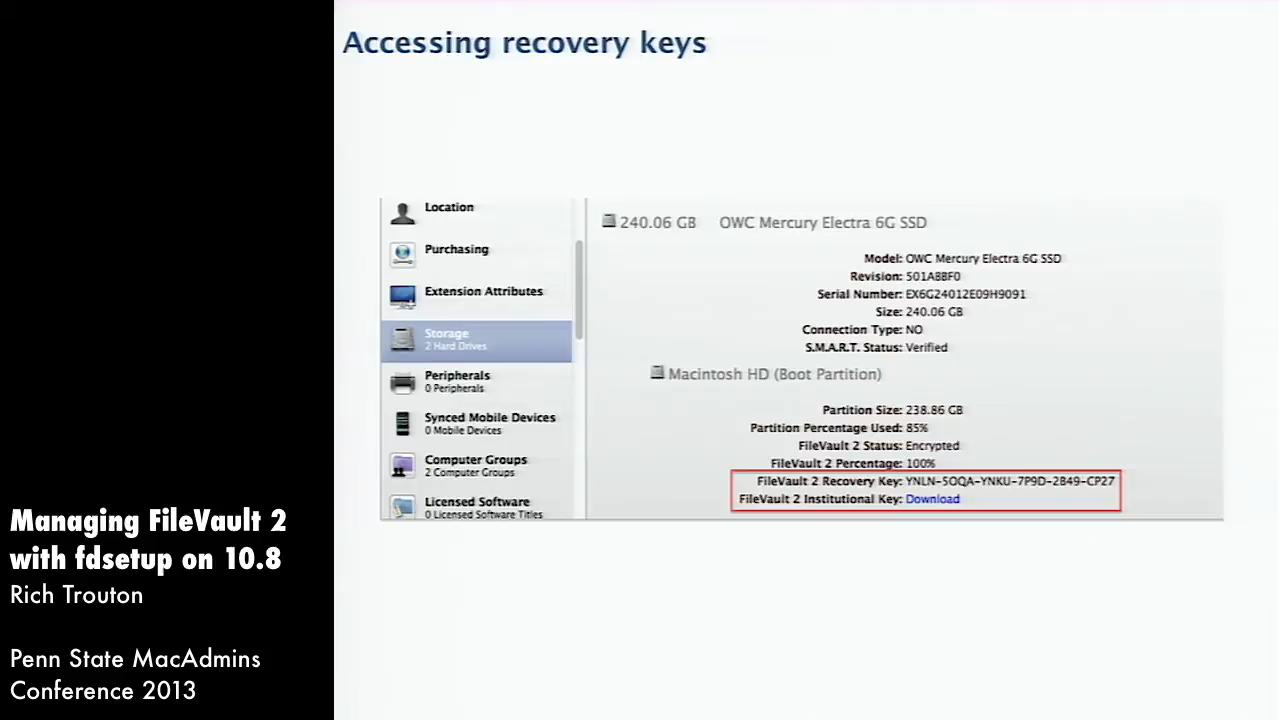 Accessing recovery keys
Location
Purchasing
Extension Attributes
Storage
2 Hard Drives
Peripherals
0 Peripherals
Synced Mobile Devices
0 Mobile Devices
Computer Groups
2 Computer Groups
Licensed Software
0 Licensed Software Titles
240.06 GB OWC Mercury Electra 6G SSD
Model: OWC Mercury Electra 6G SSD
Revision: 501ABBF0
Serial Number: EX6G24012E09H9091
Size: 240.06 GB
Connection Type: NO
S.M.A.R.T. Status: Verified
Macintosh HD (Boot Partition)
Partition Size: 238.86 GB
Partition Percentage Used: 85%
FileVault 2 Status: Encrypted
FileVault 2 Percentage: 100%
FileVault 2 Recovery Key: YNLN-5OQA-YNKU-7P9D-2B49-CP27
FileVault 2 Institutional Key: Download
Managing FileVault 2
with fdsetup on 10.8
Rich Trouton
Penn State MacAdmins
Conference 2013